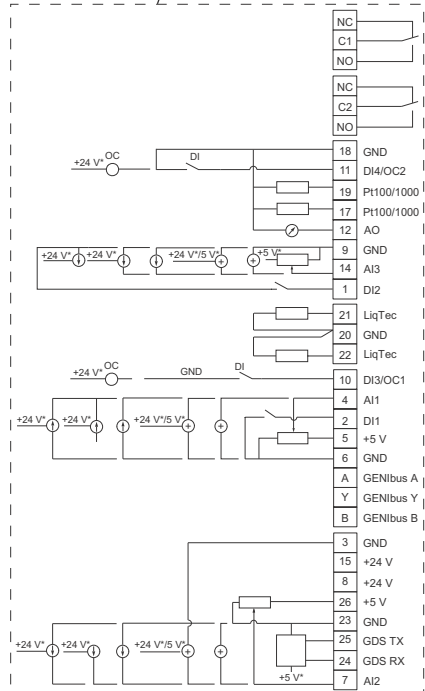 NC
C1
NO
NC
C2
NO
18 GND
+24 V* OC DI 11 DI4/OC2
19 Pt100/1000
17 Pt100/1000
12 AO
9 GND
+24 V* +24 V* +24 V*/5 V* +5 V* 14 AI3
1 DI2
21 LiqTec
20 GND
22 LiqTec
+24 V* OC GND DI 10 DI3/OC1
4 AI1
2 DI1
+24 V* +24 V* +24 V*/5 V* 5 +5 V
6 GND
A GENIbus A
Y GENIbus Y
B GENIbus B
3 GND
15 +24 V
8 +24 V
26 +5 V
23 GND
25 GDS TX
+24 V* +24 V* +24 V*/5 V* 24 GDS RX
+5 V* 7 AI2